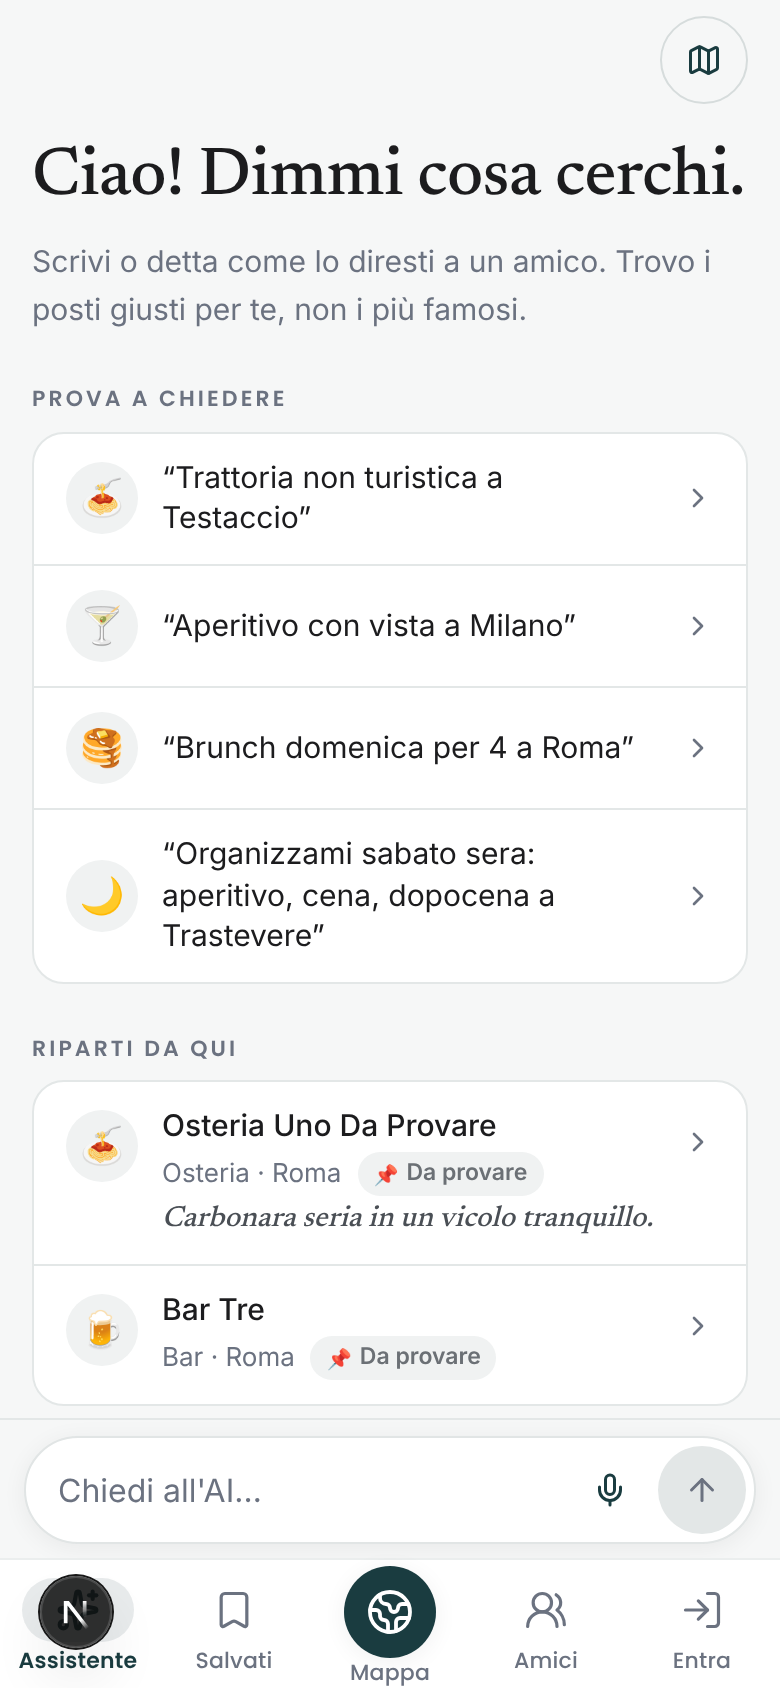 Ciao! Dimmi cosa cerchi.
Scrivi o detta come lo diresti a un amico. Trovo i
posti giusti per te, non i più famosi.
PROVA A CHIEDERE
“Trattoria non turistica a
Testaccio”
“Aperitivo con vista a Milano”
“Brunch domenica per 4 a Roma”
“Organizzami sabato sera:
aperitivo, cena, dopocena a
Trastevere”
RIPARTI DA QUI
Osteria Uno Da Provare
Osteria · Roma 📌 Da provare
Carbonara seria in un vicolo tranquillo.
Bar Tre
Bar · Roma 📌 Da provare
Chiedi all'AI...
N
Assistente Salvati Mappa Amici Entra